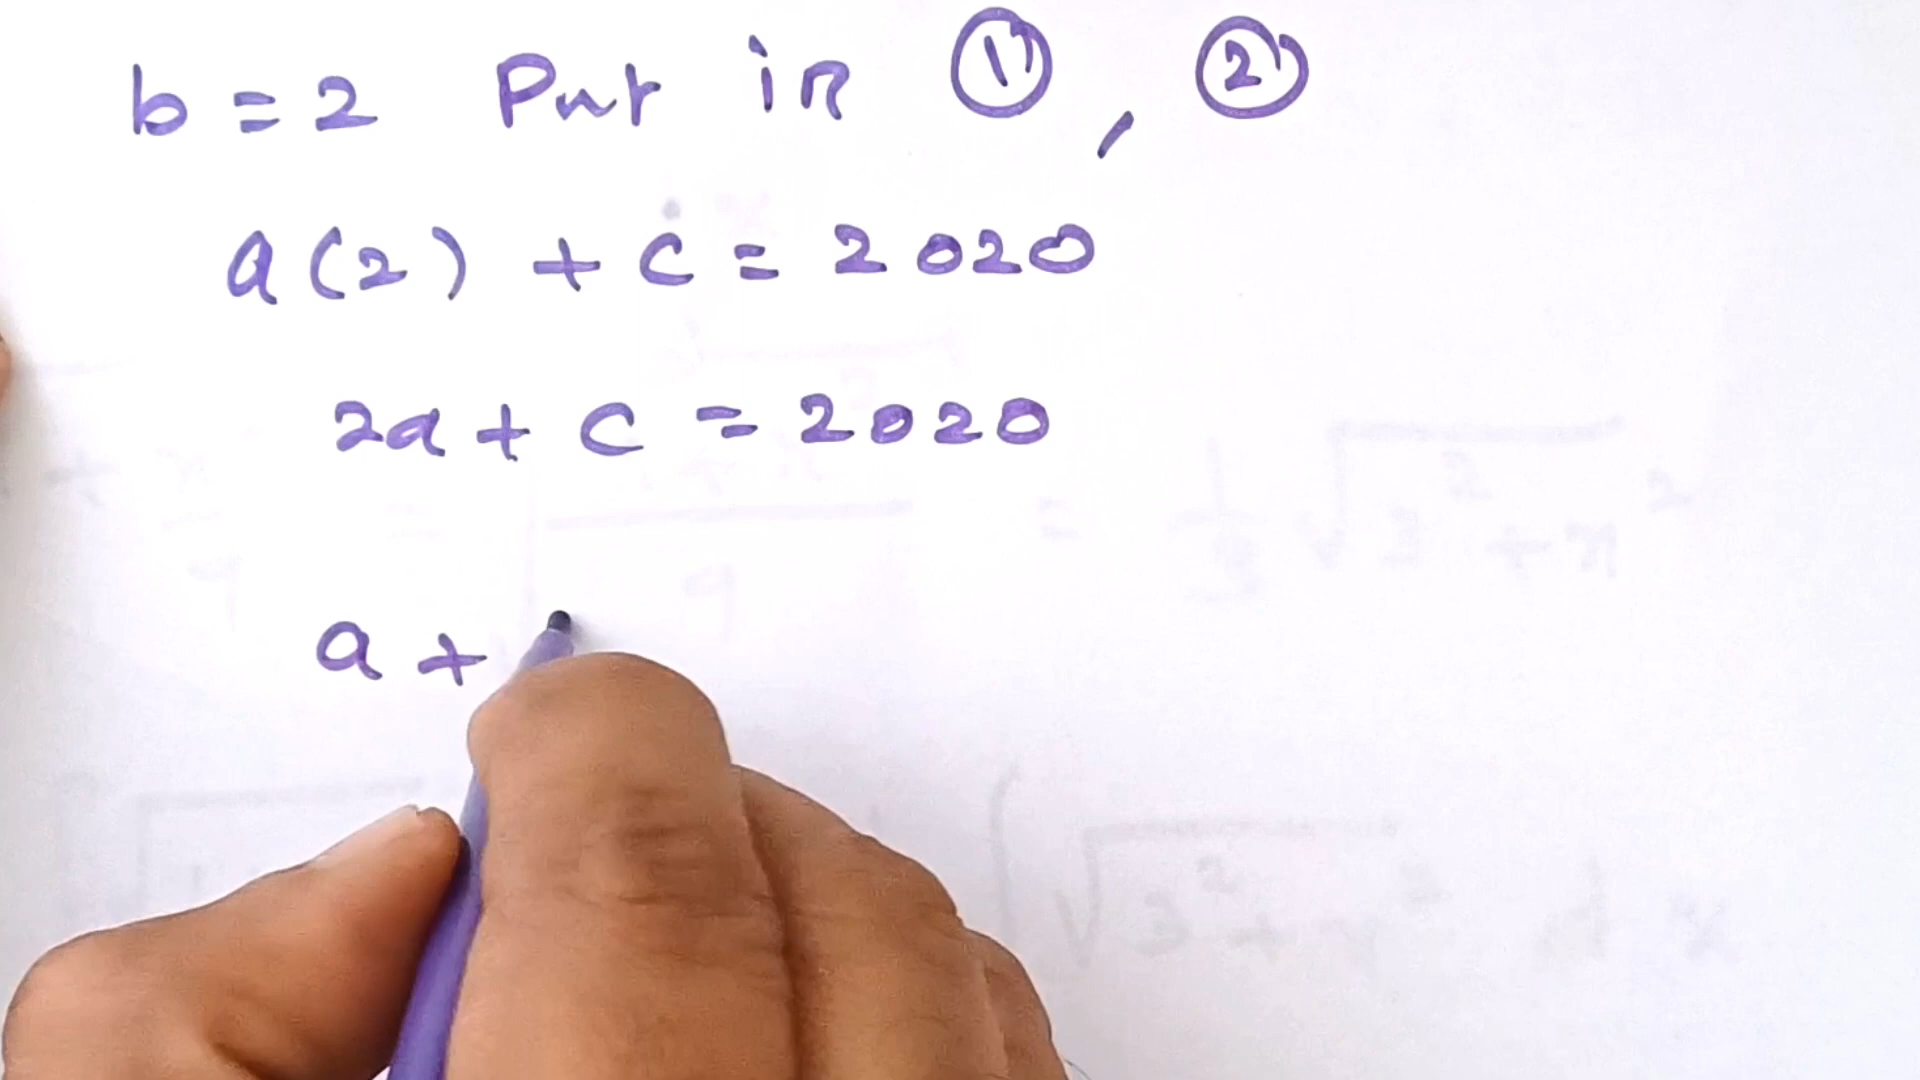 b = 2 Put in ① , ②
a(2) + c = 2020
2a + c = 2020
a +